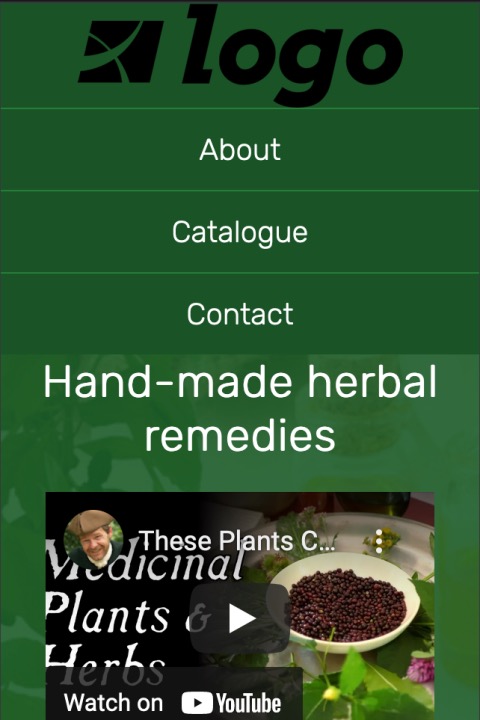 logo
About
Catalogue
Contact
Hand-made herbal
remedies
These Plants C...
Medicinal
Plants &
Herbs
Watch on YouTube